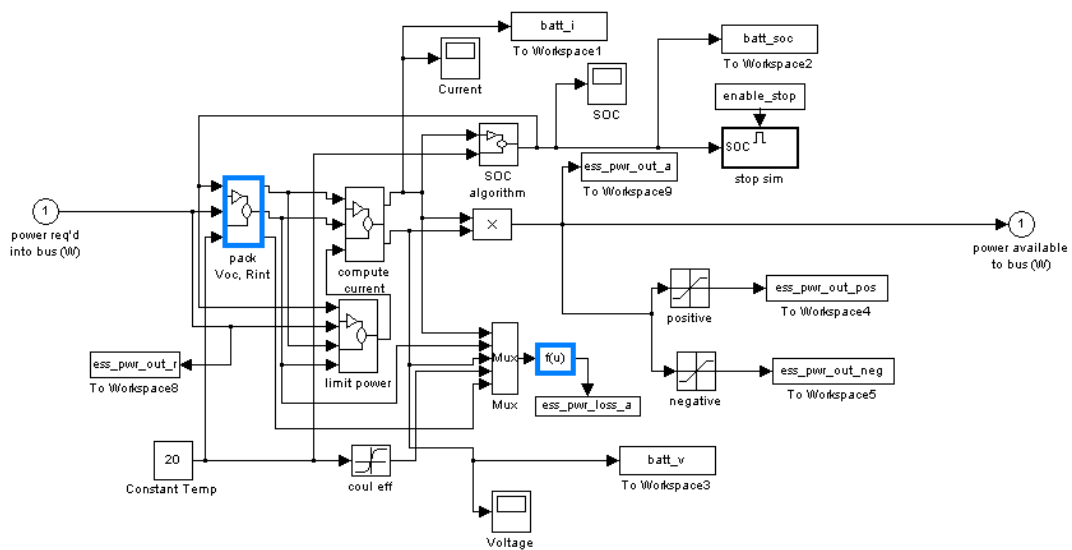 batt_i
To Workspace1
batt_soc
To Workspace2
Current
SOC
enable_stop
SOC
stop sim
SOC
algorithm
ess_pwr_out_a
To Workspace9
1
power req'd
into bus (W)
pack
Voc, Rint
compute
current
×
1
power available
to bus (W)
positive
ess_pwr_out_pos
To Workspace4
limit power
ess_pwr_out_r
To Workspace8
Mux
Mux
f(u)
ess_pwr_loss_a
negative
ess_pwr_out_neg
To Workspace5
20
Constant Temp
coul eff
batt_v
To Workspace3
Voltage